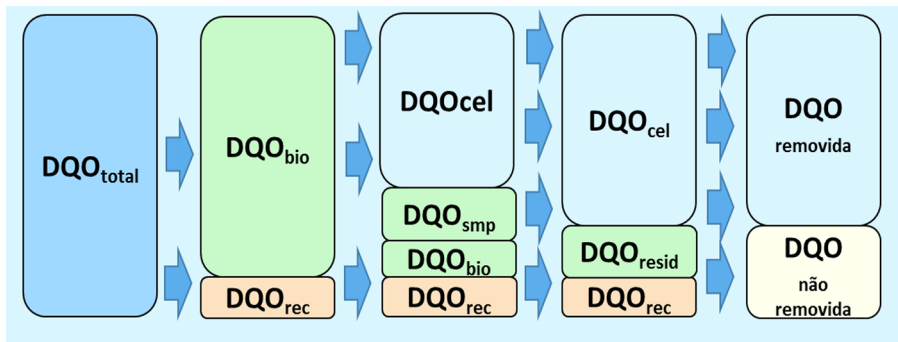 DQOtotal
DQObio
DQOrec
DQOcel
DQOsmp
DQObio
DQOrec
DQOcel
DQOresid
DQOrec
DQO
removida
DQO
não
removida